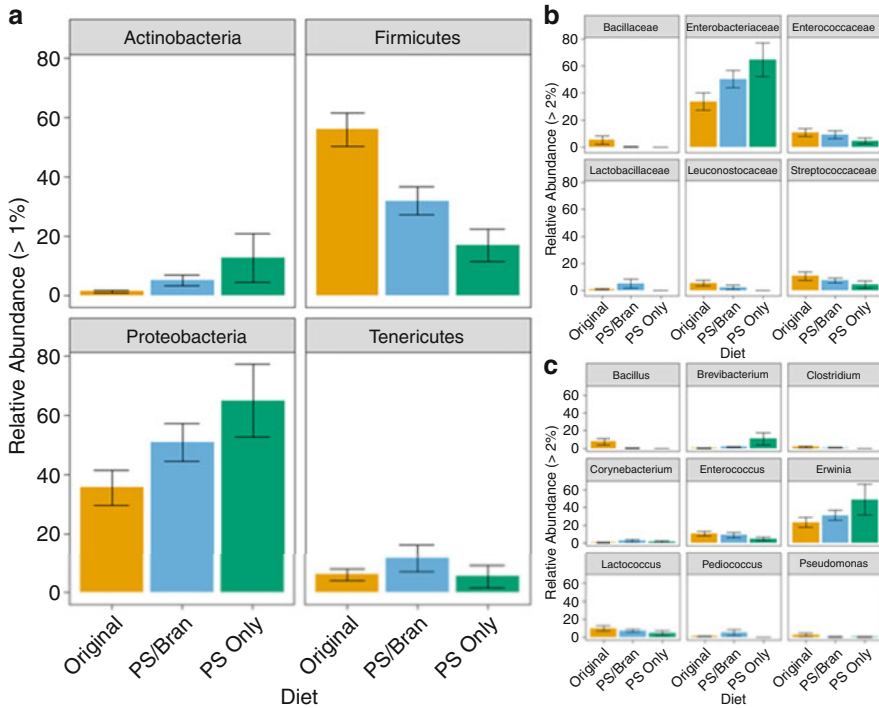 a
Relative Abundance (> 1%)
Actinobacteria Firmicutes
80
60
40
20
0
Proteobacteria Tenericutes
80
60
40
20
0
Original PS/Bran PS Only Original PS/Bran PS Only
Diet
b
Relative Abundance (> 2%)
Bacillaceae Enterobacteriaceae Enterococcaceae
80
60
40
20
0
Lactobacillaceae Leuconostocaceae Streptococcaceae
80
60
40
20
0
Original PS/Bran PS Only Original PS/Bran PS Only Original PS/Bran PS Only
Diet
c
Relative Abundance (> 2%)
Bacillus Brevibacterium Clostridium
60
40
20
0
Corynebacterium Enterococcus Erwinia
60
40
20
0
Lactococcus Pediococcus Pseudomonas
60
40
20
0
Original PS/Bran PS Only Original PS/Bran PS Only Original PS/Bran PS Only
Diet